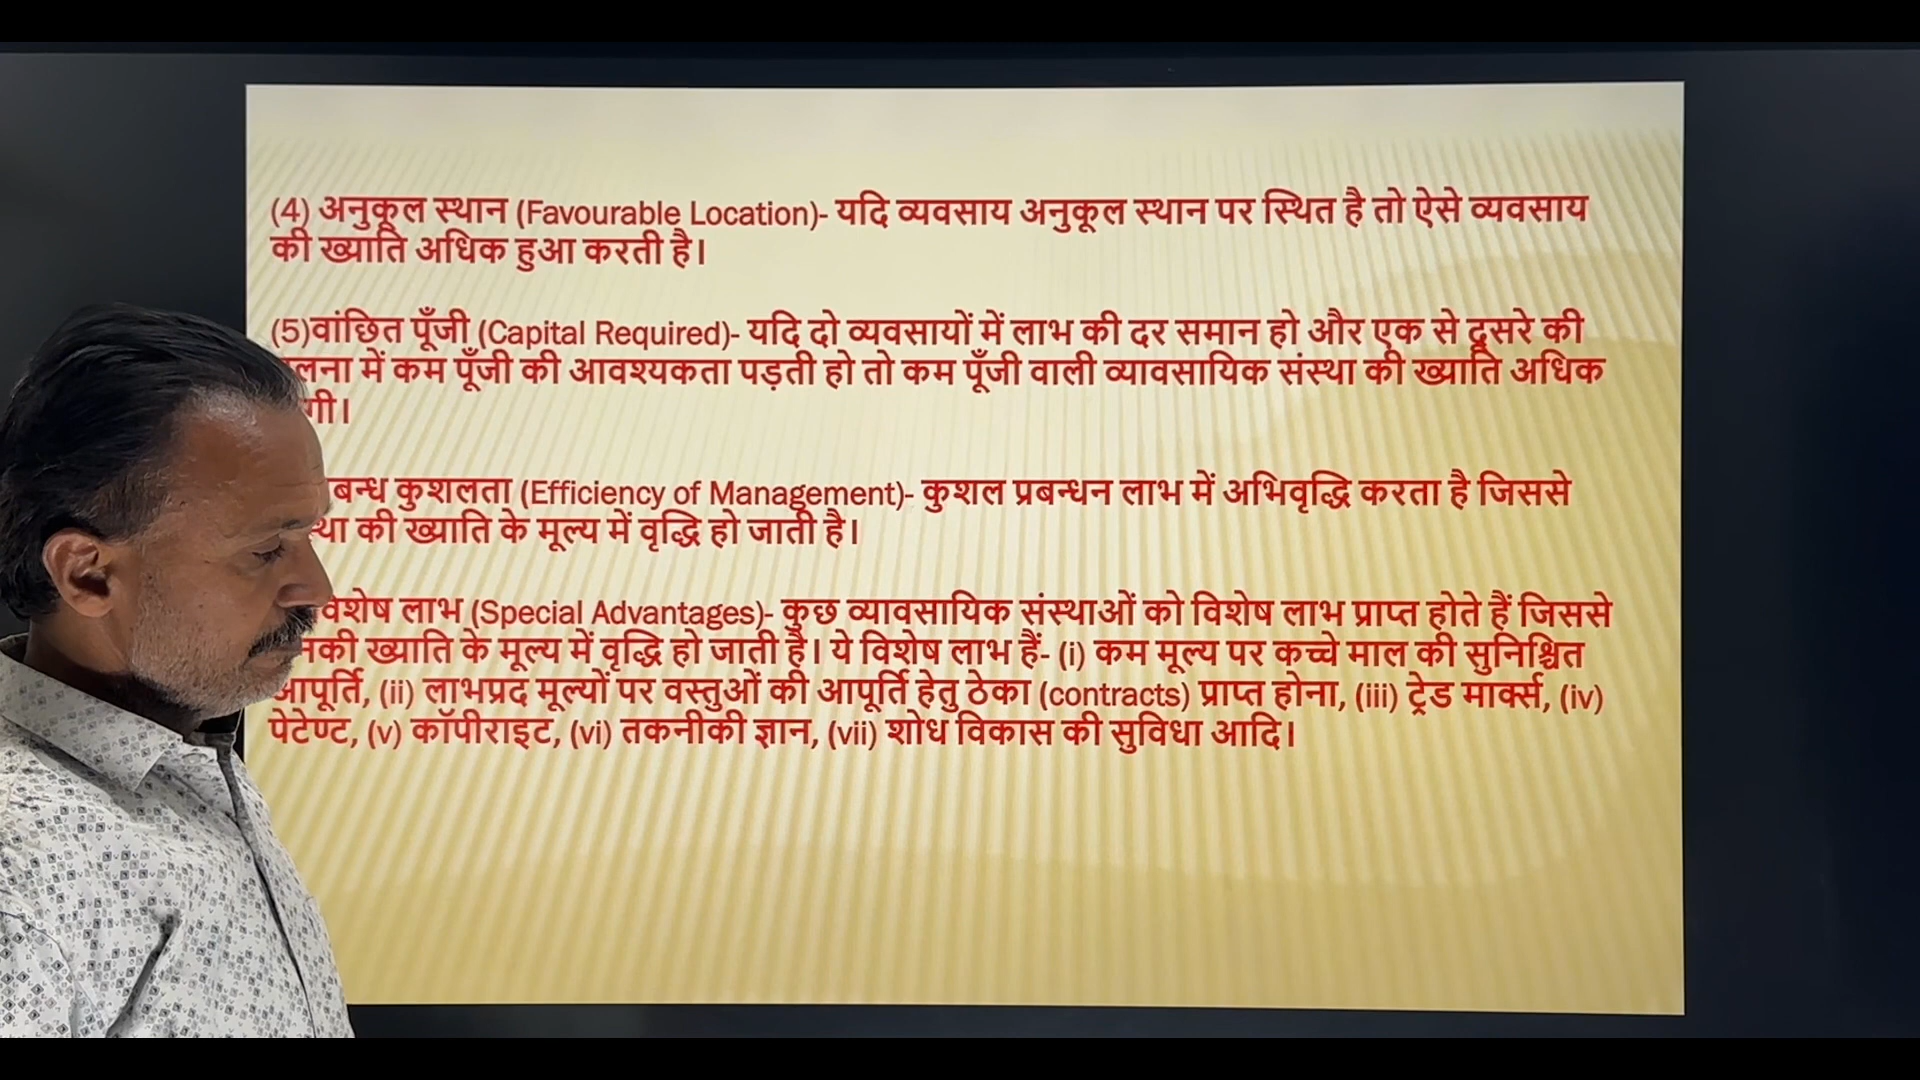 (4) अनुकूल स्थान (Favourable Location)- यदि व्यवसाय अनुकूल स्थान पर स्थित है तो ऐसे व्यवसाय
की ख्याति अधिक हुआ करती है।
(5)वांछित पूँजी (Capital Required)- यदि दो व्यवसायों में लाभ की दर समान हो और एक से दूसरे की
में कम पूँजी की आवश्यकता पड़ती हो तो कम पूँजी वाली व्यावसायिक संस्था की ख्याति अधिक
कुशलता (Efficiency of Management)- कुशल प्रबन्धन लाभ में अभिवृद्धि करता है जिससे
की ख्याति के मूल्य में वृद्धि हो जाती है।
विशेष लाभ (Special Advantages)- कुछ व्यावसायिक संस्थाओं को विशेष लाभ प्राप्त होते हैं जिससे
ख्याति के मूल्य में वृद्धि हो जाती है। ये विशेष लाभ हैं- (i) कम मूल्य पर कच्चे माल की सुनिश्चित
आपूर्ति, (ii) लाभप्रद मूल्यों पर वस्तुओं की आपूर्ति हेतु ठेका (contracts) प्राप्त होना, (iii) ट्रेड मार्क्स, (iv)
पेटेण्ट, (v) कॉपीराइट, (vi) तकनीकी ज्ञान, (vii) शोध विकास की सुविधा आदि।